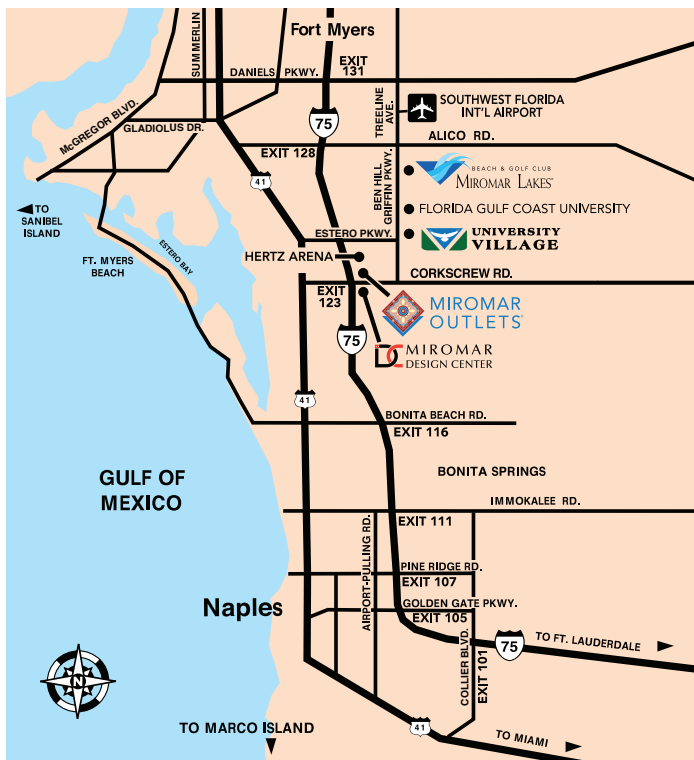 SUMMERLIN
Fort Myers
EXIT
131
DANIELS PKWY.
McGREGOR BLVD.
GLADIOLUS DR.
75
TREELINE
AVE.
SOUTHWEST FLORIDA
INT'L AIRPORT
ALICO RD.
EXIT 128
41
BEN HILL
GRIFFIN PKWY.
BEACH & GOLF CLUB
MIROMAR LAKES®
FLORIDA GULF COAST UNIVERSITY
TO
SANIBEL
ISLAND
ESTERO PKWY.
UNIVERSITY
VILLAGE
FT. MYERS
BEACH
ESTERO BAY
HERTZ ARENA
CORKSCREW RD.
EXIT
123
MIROMAR
OUTLETS®
75
DC MIROMAR
DESIGN CENTER
41
BONITA BEACH RD.
EXIT 116
GULF OF
MEXICO
BONITA SPRINGS
IMMOKALEE RD.
EXIT 111
AIRPORT-PULLING RD.
PINE RIDGE RD.
EXIT 107
Naples
GOLDEN GATE PKWY.
EXIT 105
COLLIER BLVD.
EXIT 101
75
TO FT. LAUDERDALE
N
TO MARCO ISLAND
41
TO MIAMI